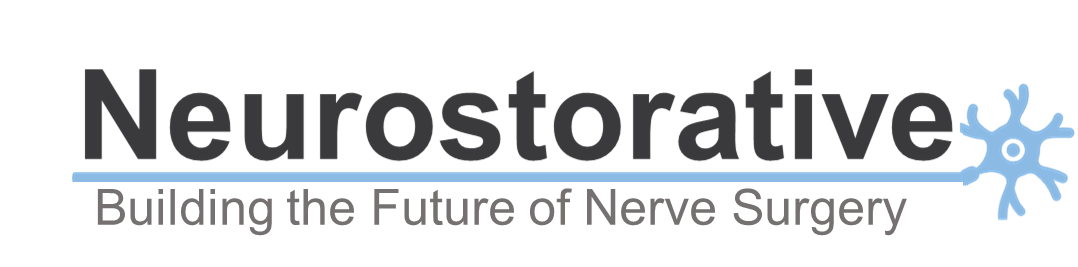 Neurostorative
Building the Future of Nerve Surgery